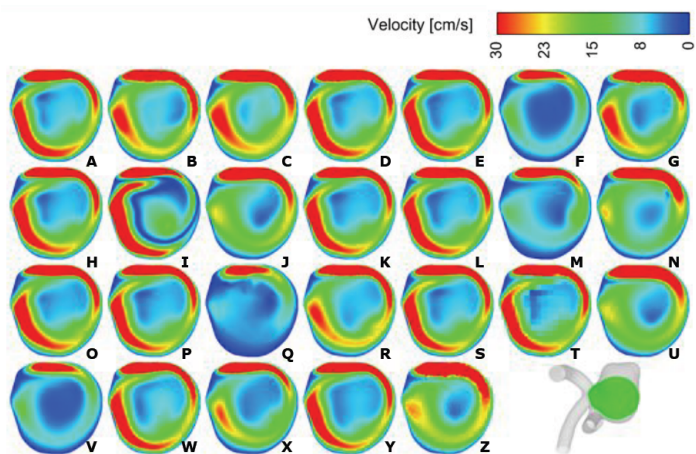 Velocity [cm/s]
30 23 15 8 0
A B C D E F G
H I J K L M N
O P Q R S T U
V W X Y Z